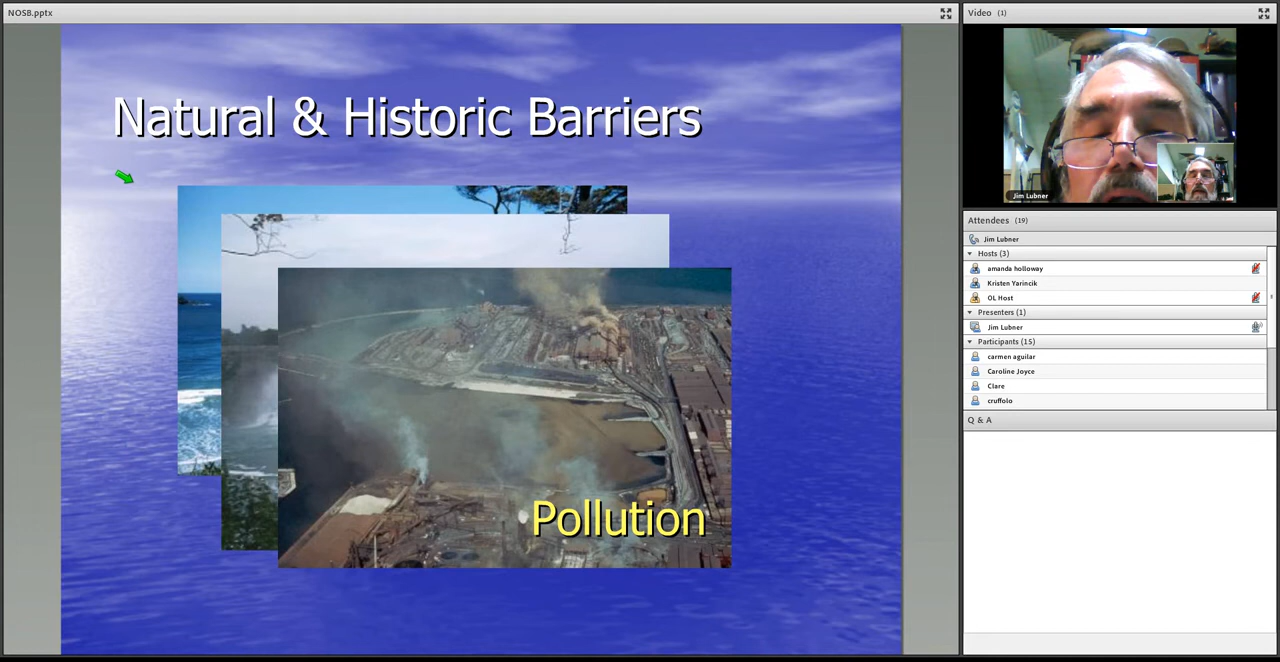 NOSB.pptx
Natural & Historic Barriers
Pollution
Video (1)
Jim Lubner
Attendees (19)
Jim Lubner
Hosts (3)
amanda holloway
Kristen Yarincik
OL Host
Presenters (1)
Jim Lubner
Participants (15)
carmen aguilar
Caroline Joyce
Clare
cruffolo
Q & A